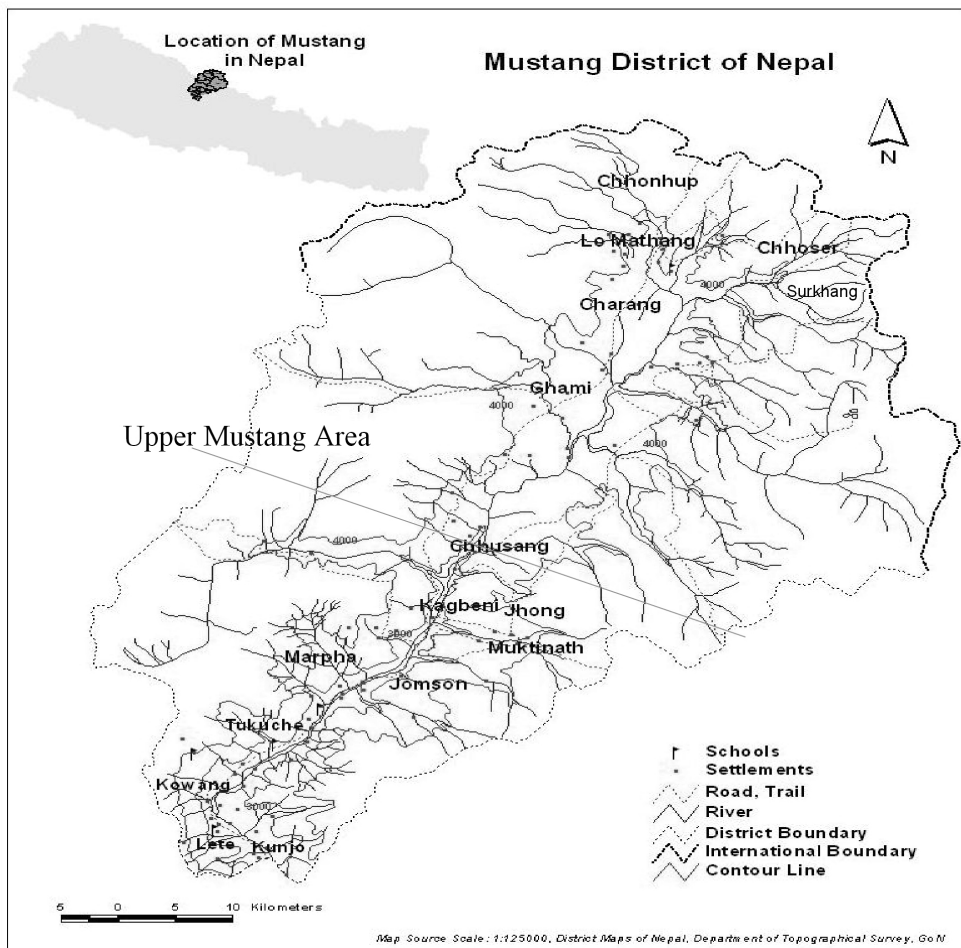 Location of Mustang
in Nepal
Mustang District of Nepal
N
Chhonhup
Lo Mathang
Chhoser
4000
Surkhang
Charang
Ghami
4000
Upper Mustang Area
4000
4000
Chhusang
Kagbeni
Jhong
3000
Muktinath
Marpha
Jomson
Tukuche
Kowang
3000
Lete
Kunjo
Schools
Settlements
Road, Trail
River
District Boundary
International Boundary
Contour Line
5 0 5 10 Kilometers
Map Source Scale: 1:125000, District Maps of Nepal, Department of Topographical Survey, GoN